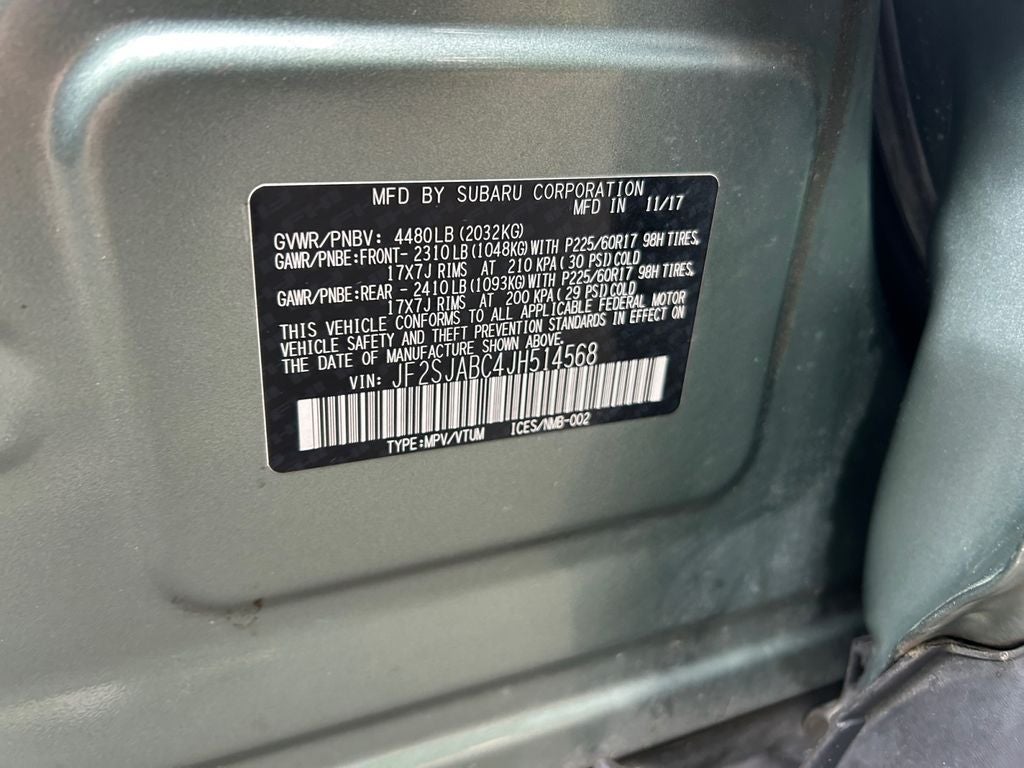 MFD BY SUBARU CORPORATION
MFD IN 11/17
GVWR/PNBV: 4480LB(2032KG)
GAWR/PNBE:FRONT- 2310LB(1048KG)WITH P225/60R17 98H TIRES,
17X7J RIMS AT 210 KPA(30 PSI)COLD
GAWR/PNBE:REAR - 2410LB(1093KG)WITH P225/60R17 98H TIRES,
17X7J RIMS AT 200 KPA(29 PSI)COLD
THIS VEHICLE CONFORMS TO ALL APPLICABLE FEDERAL MOTOR
VEHICLE SAFETY AND THEFT PREVENTION STANDARDS IN EFFECT ON
THE DATE OF MANUFACTURE SHOWN ABOVE.
VIN: JF2SJABC4JH514568
TYPE:MPV/VTUM ICES/NMB-002